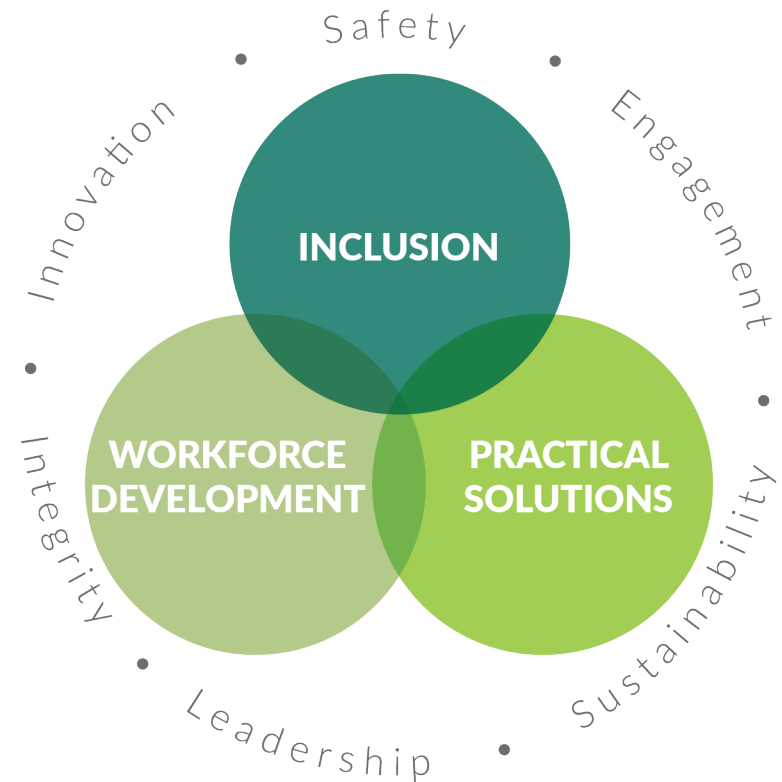 Safety
Engagement
Sustainability
Leadership
Integrity
Innovation
INCLUSION
WORKFORCE
DEVELOPMENT
PRACTICAL
SOLUTIONS